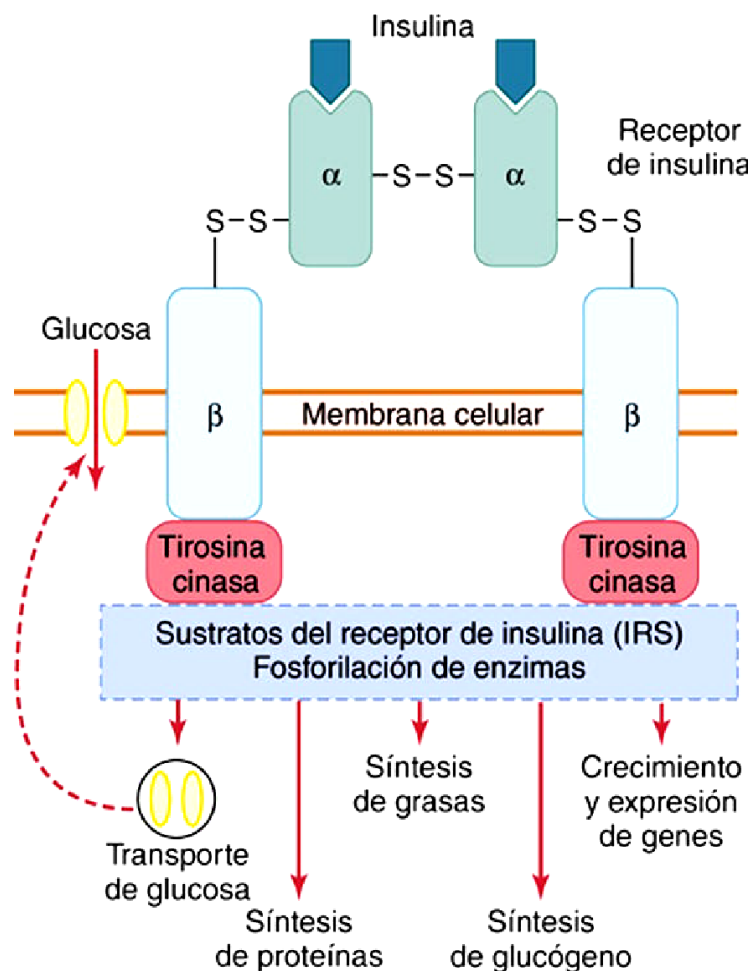 Insulina
Receptor
de insulina
α
α
S-S
S-S
S-S
Glucosa
β
Membrana celular
β
Tirosina
cinasa
Tirosina
cinasa
Sustratos del receptor de insulina (IRS)
Fosforilación de enzimas
Transporte
de glucosa
Síntesis
de proteínas
Síntesis
de grasas
Síntesis
de glucógeno
Crecimiento
y expresión
de genes